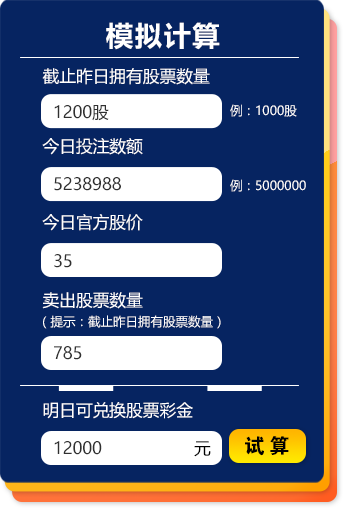 模拟计算
截止昨日拥有股票数量
1200股 例：1000股
今日投注数额
5238988 例：5000000
今日官方股价
35
卖出股票数量
（提示：截止昨日拥有股票数量）
785
明日可兑换股票彩金
12000 元 试 算